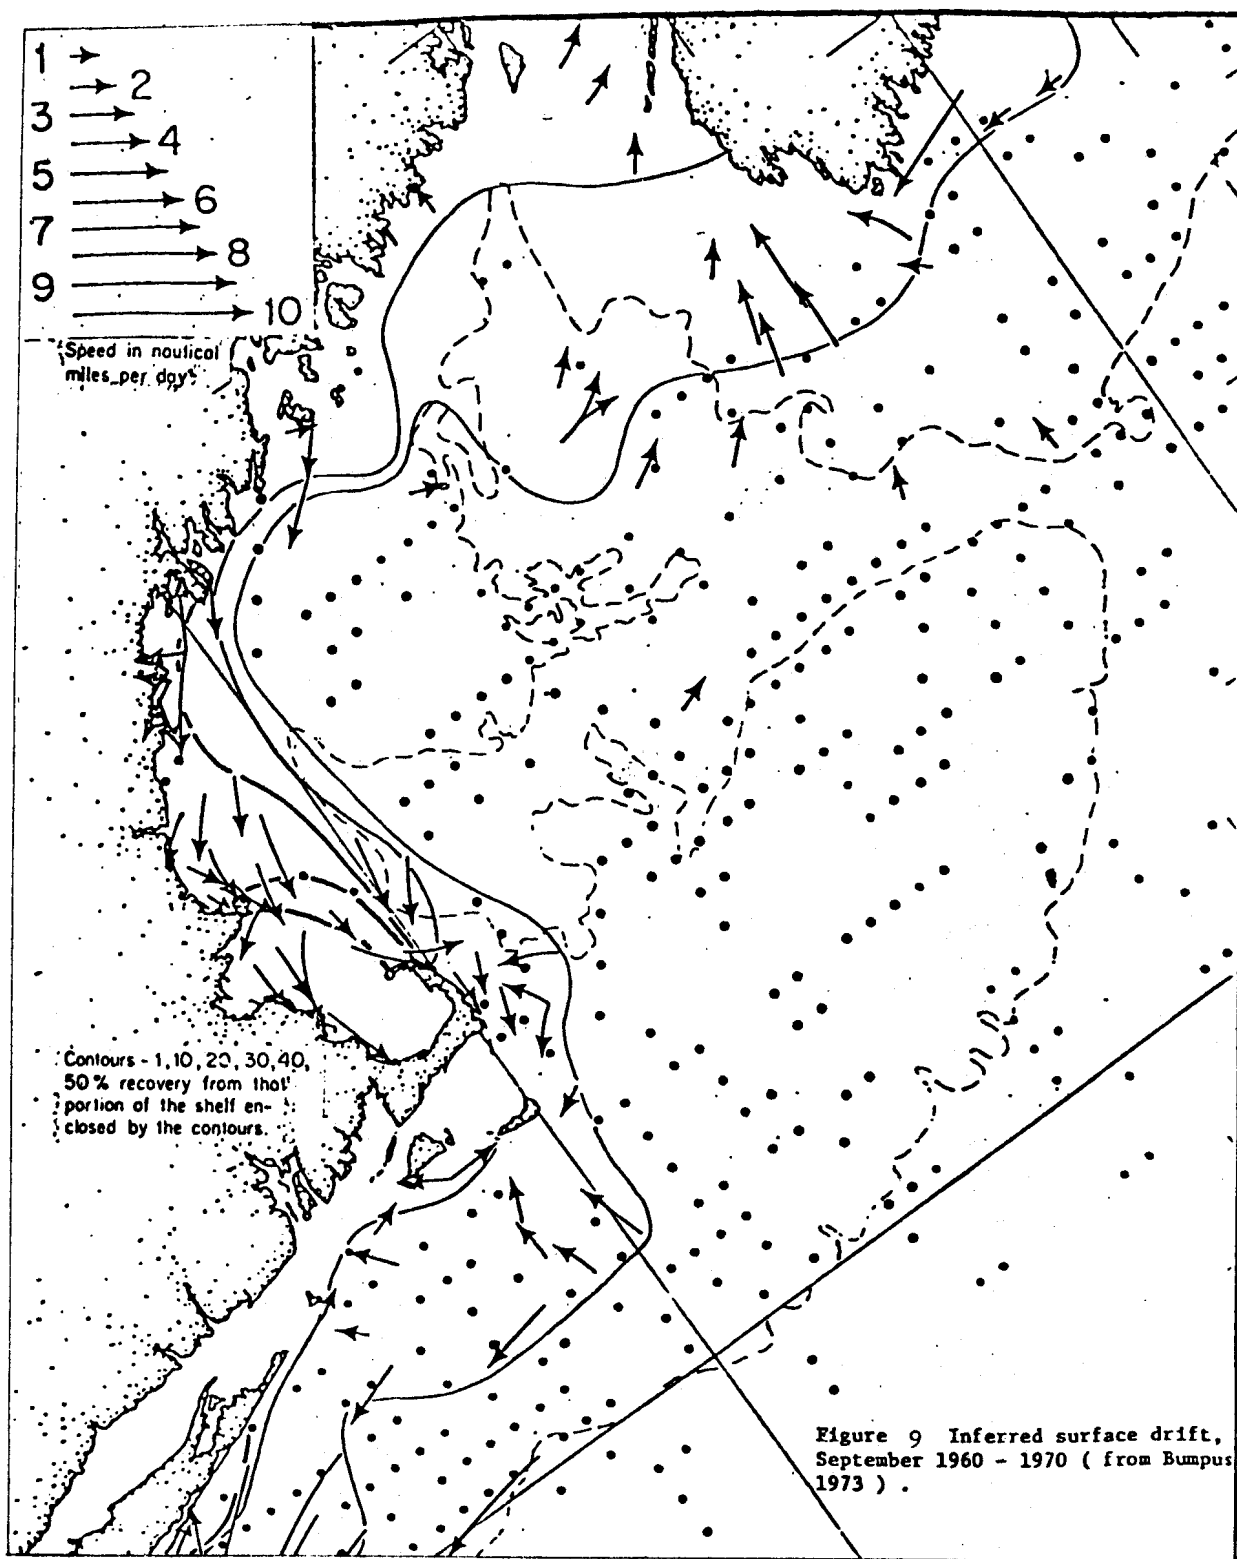 1
2
3
4
5
6
7
8
9
10
Speed in nautical
miles per day
Contours - 1,10,20,30,40,
50% recovery from that
portion of the shelf en-
closed by the contours.
Figure 9 Inferred surface drift,
September 1960 - 1970 ( from Bumpus
1973 ) .